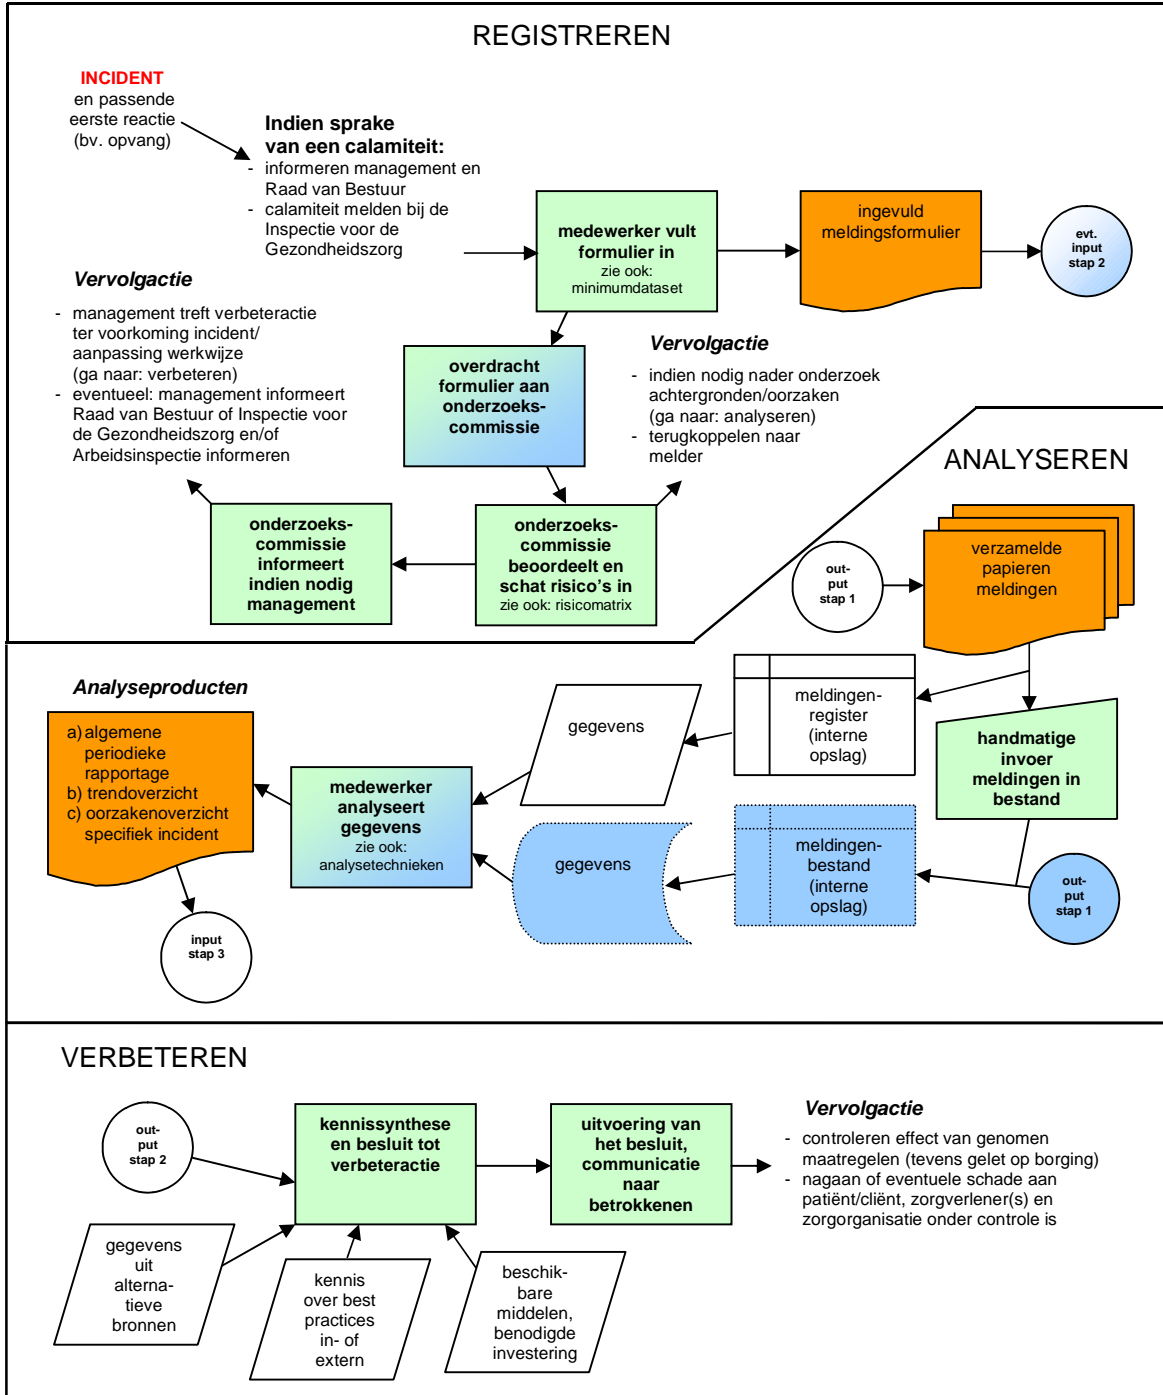 REGISTREREN
INCIDENT
en passende
eerste reactie
(bv. opvang)
Indien sprake
van een calamiteit:
- informeren management en
Raad van Bestuur
- calamiteit melden bij de
Inspectie voor de
Gezondheidszorg
medewerker vult
formulier in
zie ook:
minimumdataset
ingevuld
meldingsformulier
evt.
input
stap 2
Vervolgactie
- management treft verbeteractie
ter voorkoming incident/
aanpassing werkwijze
(ga naar: verbeteren)
- eventueel: management informeert
Raad van Bestuur of Inspectie voor
de Gezondheidszorg en/of
Arbeidsinspectie informeren
overdracht
formulier aan
onderzoeks-
commissie
Vervolgactie
- indien nodig nader onderzoek
achtergronden/oorzaken
(ga naar: analyseren)
- terugkoppelen naar
melder
onderzoeks-
commissie
informeert
indien nodig
management
onderzoeks-
commissie
beoordeelt en
schat risico's in
zie ook: risicomatrix
ANALYSEREN
out-
put
stap 1
verzamelde
papieren
meldingen
Analyseproducten
a) algemene
periodieke
rapportage
b) trendoverzicht
c) oorzakenoverzicht
specifiek incident
medewerker
analyseert
gegevens
zie ook:
analysetechnieken
gegevens
meldingen-
register
(interne
opslag)
handmatige
invoer
meldingen in
bestand
gegevens
meldingen-
bestand
(interne
opslag)
out-
put
stap 1
input
stap 3
VERBETEREN
out-
put
stap 2
kennissynthese
en besluit tot
verbeteractie
uitvoering van
het besluit,
communicatie
naar
betrokkenen
Vervolgactie
- controleren effect van genomen
maatregelen (tevens gelet op borging)
- nagaan of eventuele schade aan
patiënt/cliënt, zorgverlener(s) en
zorgorganisatie onder controle is
gegevens
uit
alterna-
tieve
bronnen
kennis
over best
practices
in- of
extern
beschik-
bare
middelen,
benodigde
investering